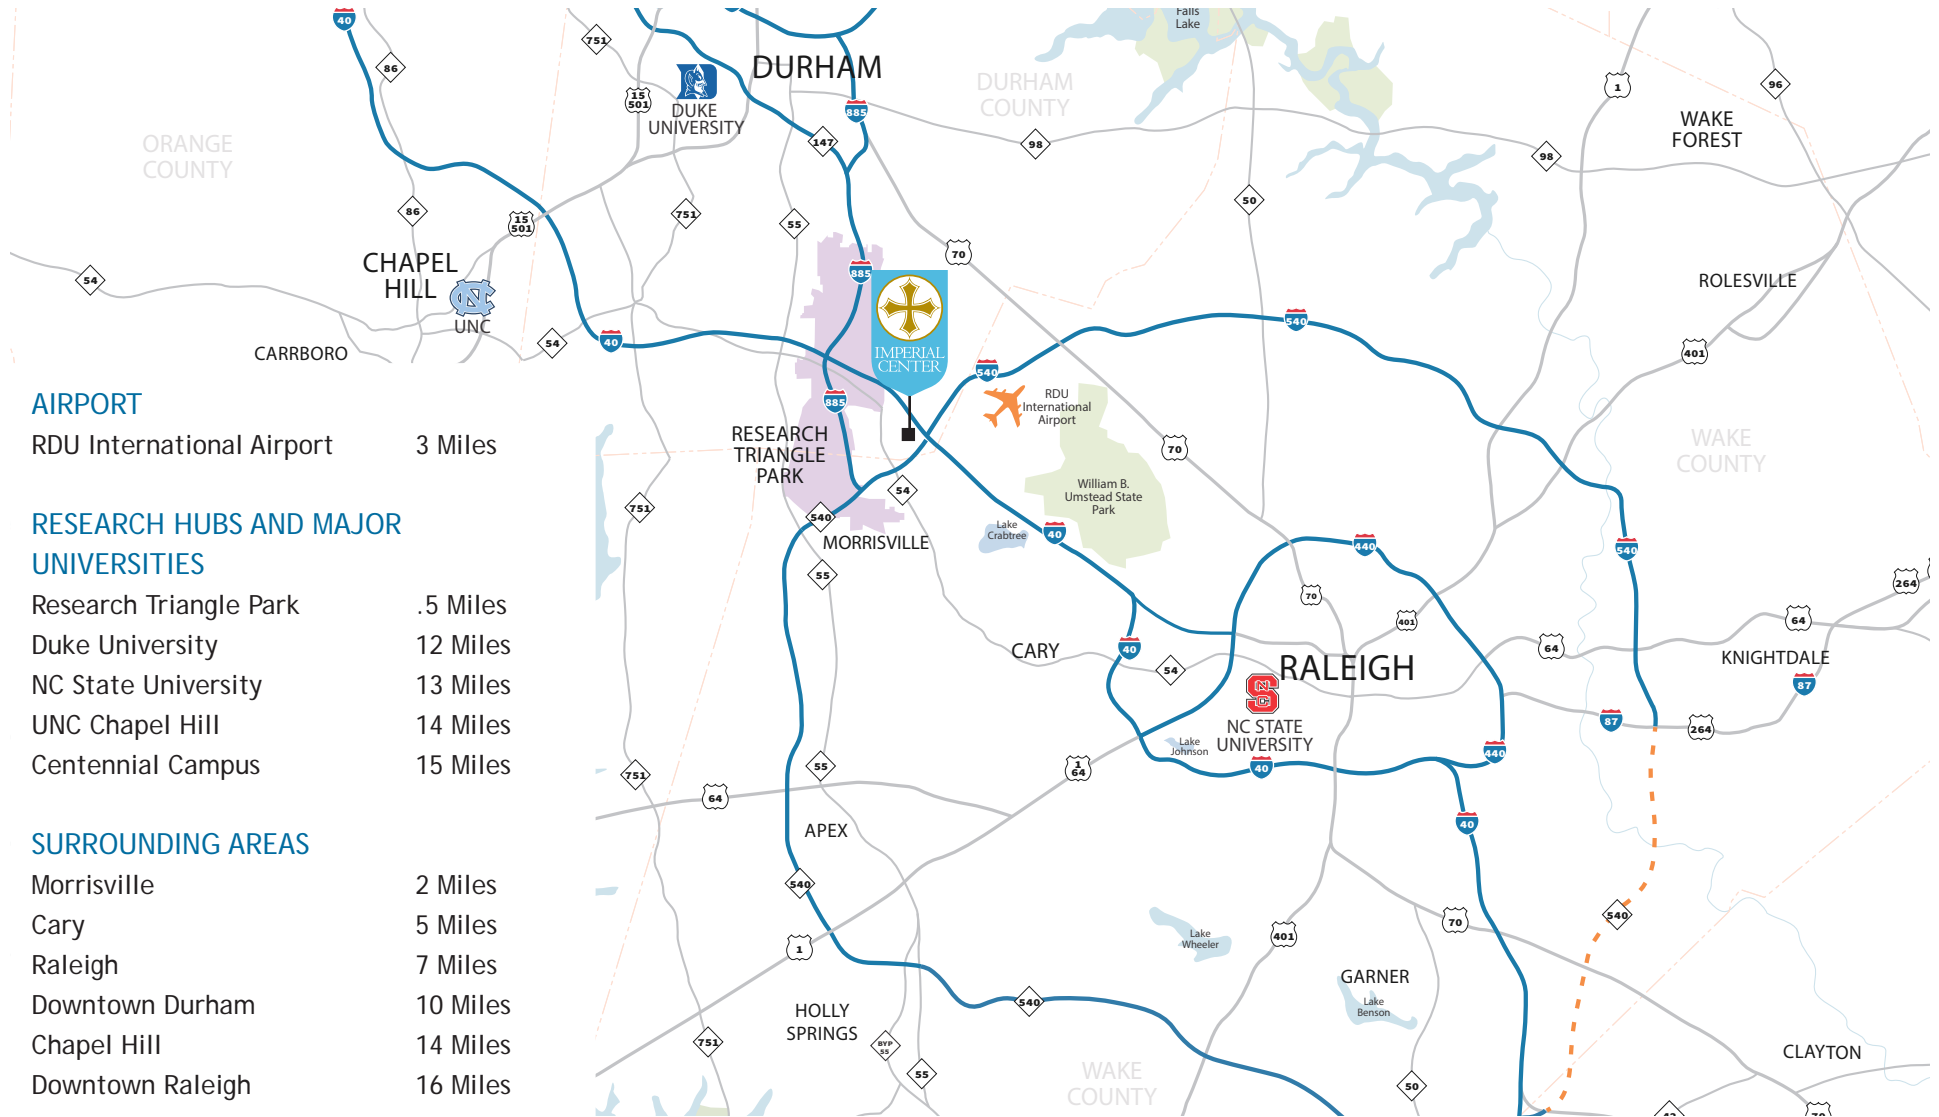 AIRPORT
RDU International Airport 3 Miles
RESEARCH HUBS AND MAJOR
UNIVERSITIES
Research Triangle Park .5 Miles
Duke University 12 Miles
NC State University 13 Miles
UNC Chapel Hill 14 Miles
Centennial Campus 15 Miles
SURROUNDING AREAS
Morrisville 2 Miles
Cary 5 Miles
Raleigh 7 Miles
Downtown Durham 10 Miles
Chapel Hill 14 Miles
Downtown Raleigh 16 Miles
40
86
751
15
501
DUKE
UNIVERSITY
DURHAM
885
147
DURHAM
COUNTY
Falls
Lake
98
1
96
WAKE
FOREST
98
ORANGE
COUNTY
86
15
501
751
55
50
70
CHAPEL
HILL
UNC
54
CARRBORO
54
40
885
IMPERIAL
CENTER
885
540
540
ROLESVILLE
401
RDU
International
Airport
RESEARCH
TRIANGLE
PARK
70
WAKE
COUNTY
William B.
Umstead State
Park
54
751
540
MORRISVILLE
Lake
Crabtree
40
440
540
264
55
70
401
64
64
CARY
40
54
RALEIGH
KNIGHTDALE
87
NC STATE
UNIVERSITY
87
264
Lake
Johnson
440
40
1
64
55
751
64
APEX
40
540
1
540
Lake
Wheeler
401
70
GARNER
Lake
Benson
540
HOLLY
SPRINGS
BYP
55
751
55
WAKE
COUNTY
50
CLAYTON
42
70